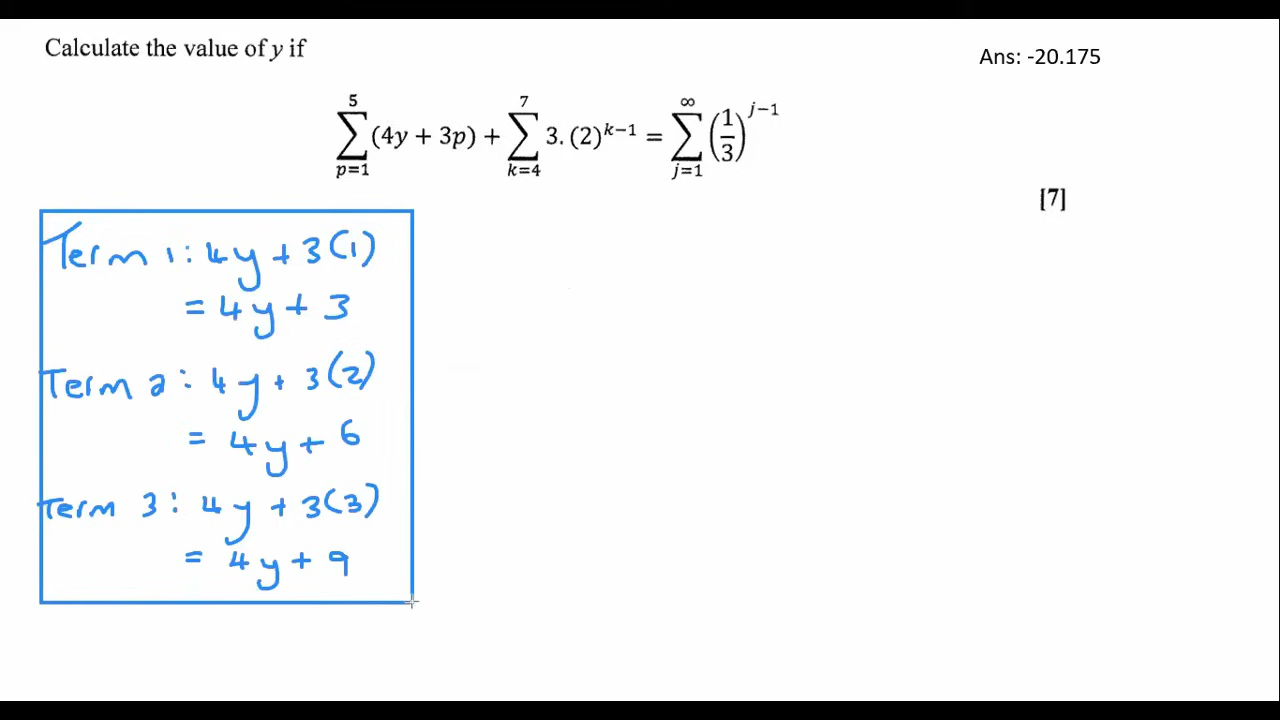 Calculate the value of y if
Ans: -20.175
5 7 ∞
∑(4y + 3p) + ∑3.(2)^{k−1} = ∑(1/3)^{j−1}
p=1 k=4 j=1
[7]
Term 1: 4y + 3(1)
= 4y + 3
Term 2: 4y + 3(2)
= 4y + 6
Term 3: 4y + 3(3)
= 4y + 9